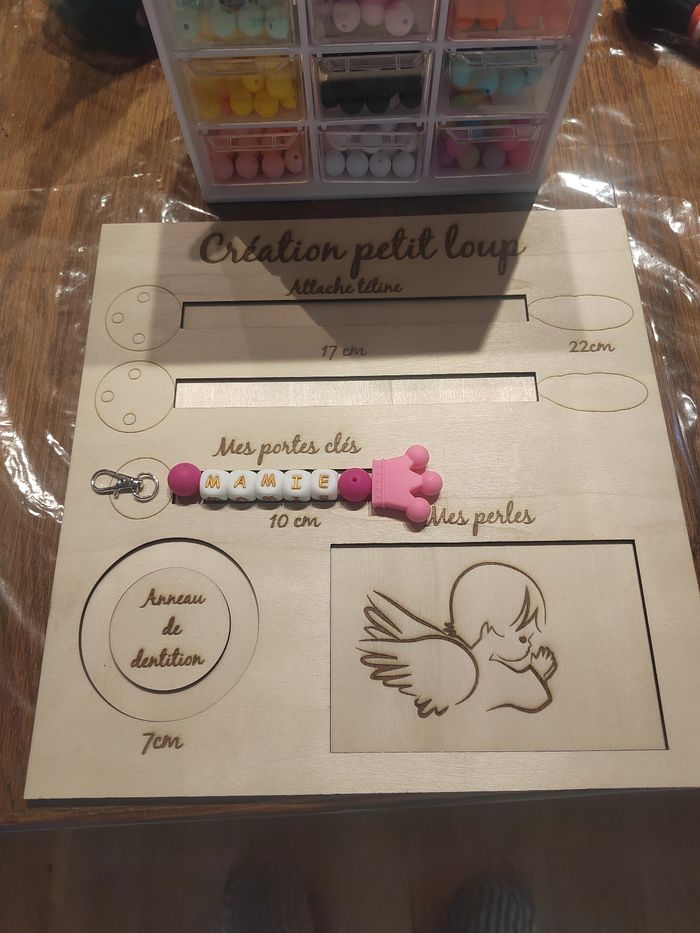 Création petit loup
Attache tétine
17 cm
22cm
Mes portes clés
MAMIE
10 cm
Mes perles
Anneau
de
dentition
7cm